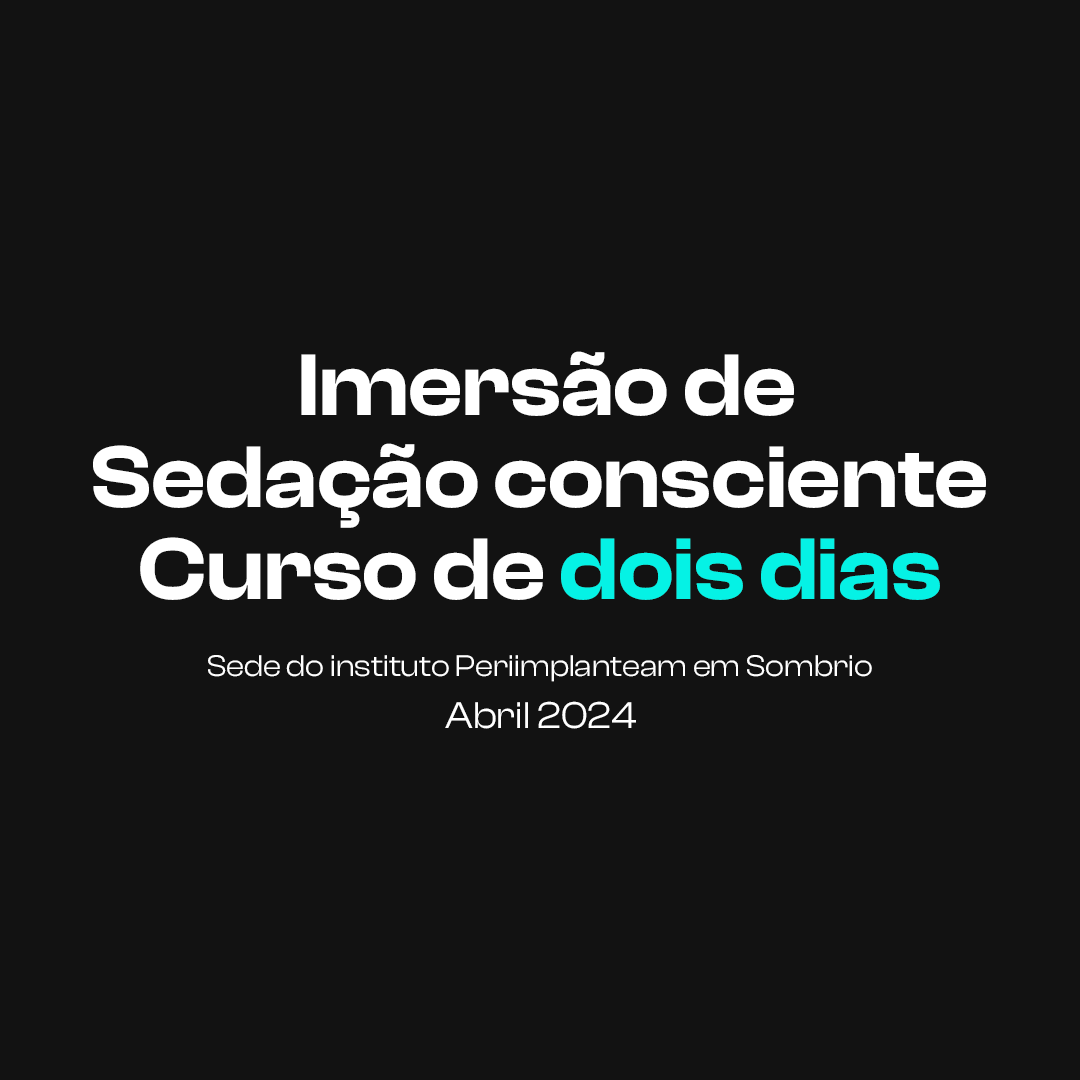 Imersão de
Sedação consciente
Curso de dois dias
Sede do instituto Periimplanteam em Sombrio
Abril 2024